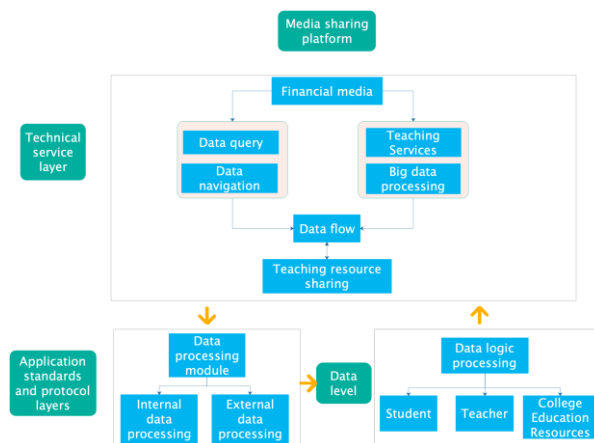 Media sharing
platform
Financial media
Technical
service
layer
Data query
Data
navigation
Teaching
Services
Big data
processing
Data flow
Teaching resource
sharing
Application
standards
and protocol
layers
Data
processing
module
Internal
data
processing
External
data
processing
Data
level
Data logic
processing
Student
Teacher
College
Education
Resources